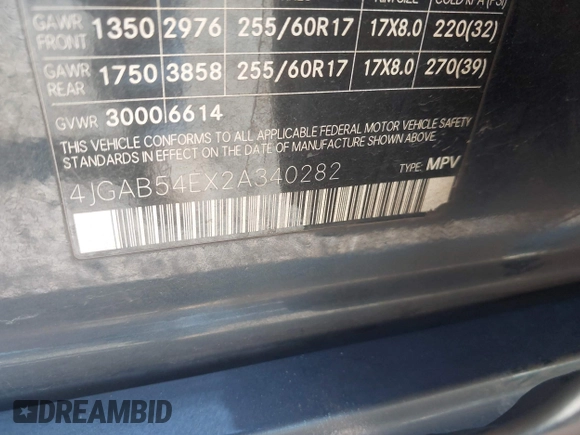 GAWR FRONT 1350 2976 255/60R17 17X8.0 220(32)
GAWR REAR 1750 3858 255/60R17 17X8.0 270(39)
GVWR 3000 6614
THIS VEHICLE CONFORMS TO ALL APPLICABLE FEDERAL MOTOR VEHICLE SAFETY
STANDARDS IN EFFECT ON THE DATE OF MANUFACTURE SHOWN ABOVE.
4JGAB54EX2A340282 TYPE: MPV
DREAMBID